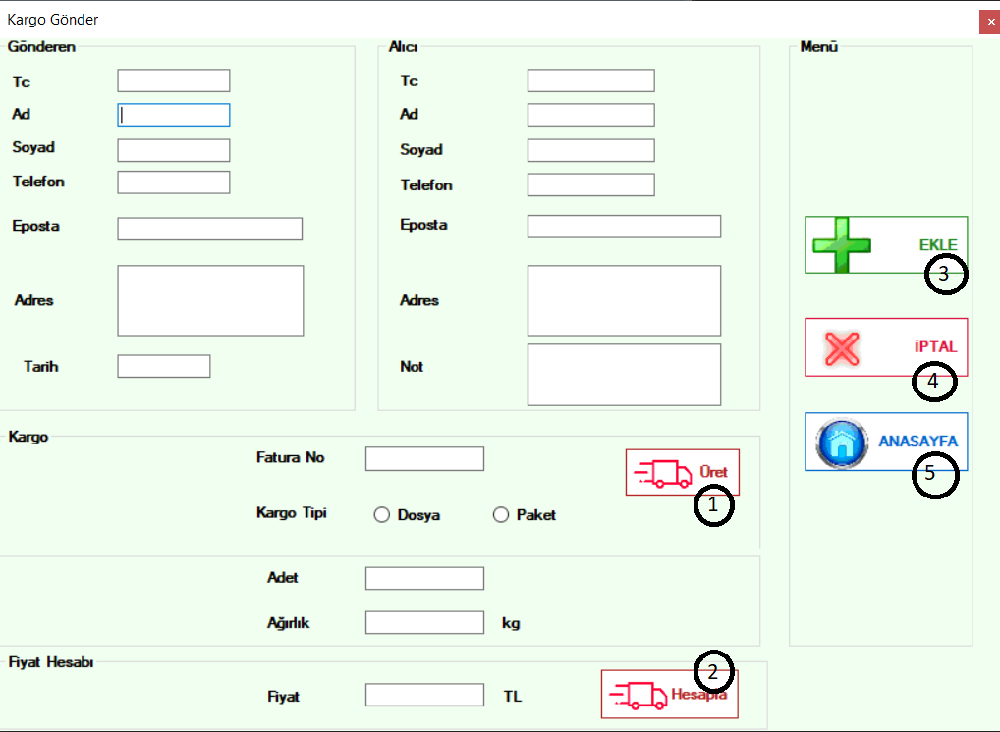 Kargo Gönder
Gönderen
Tc
Ad
Soyad
Telefon
Eposta
Adres
Tarih
Alıcı
Tc
Ad
Soyad
Telefon
Eposta
Adres
Not
Menü
EKLE
3
İPTAL
4
ANASAYFA
5
Kargo
Fatura No
Üret
1
Kargo Tipi Dosya Paket
Adet
Ağırlık kg
Fiyat Hesabı
2
Fiyat TL Hesapla